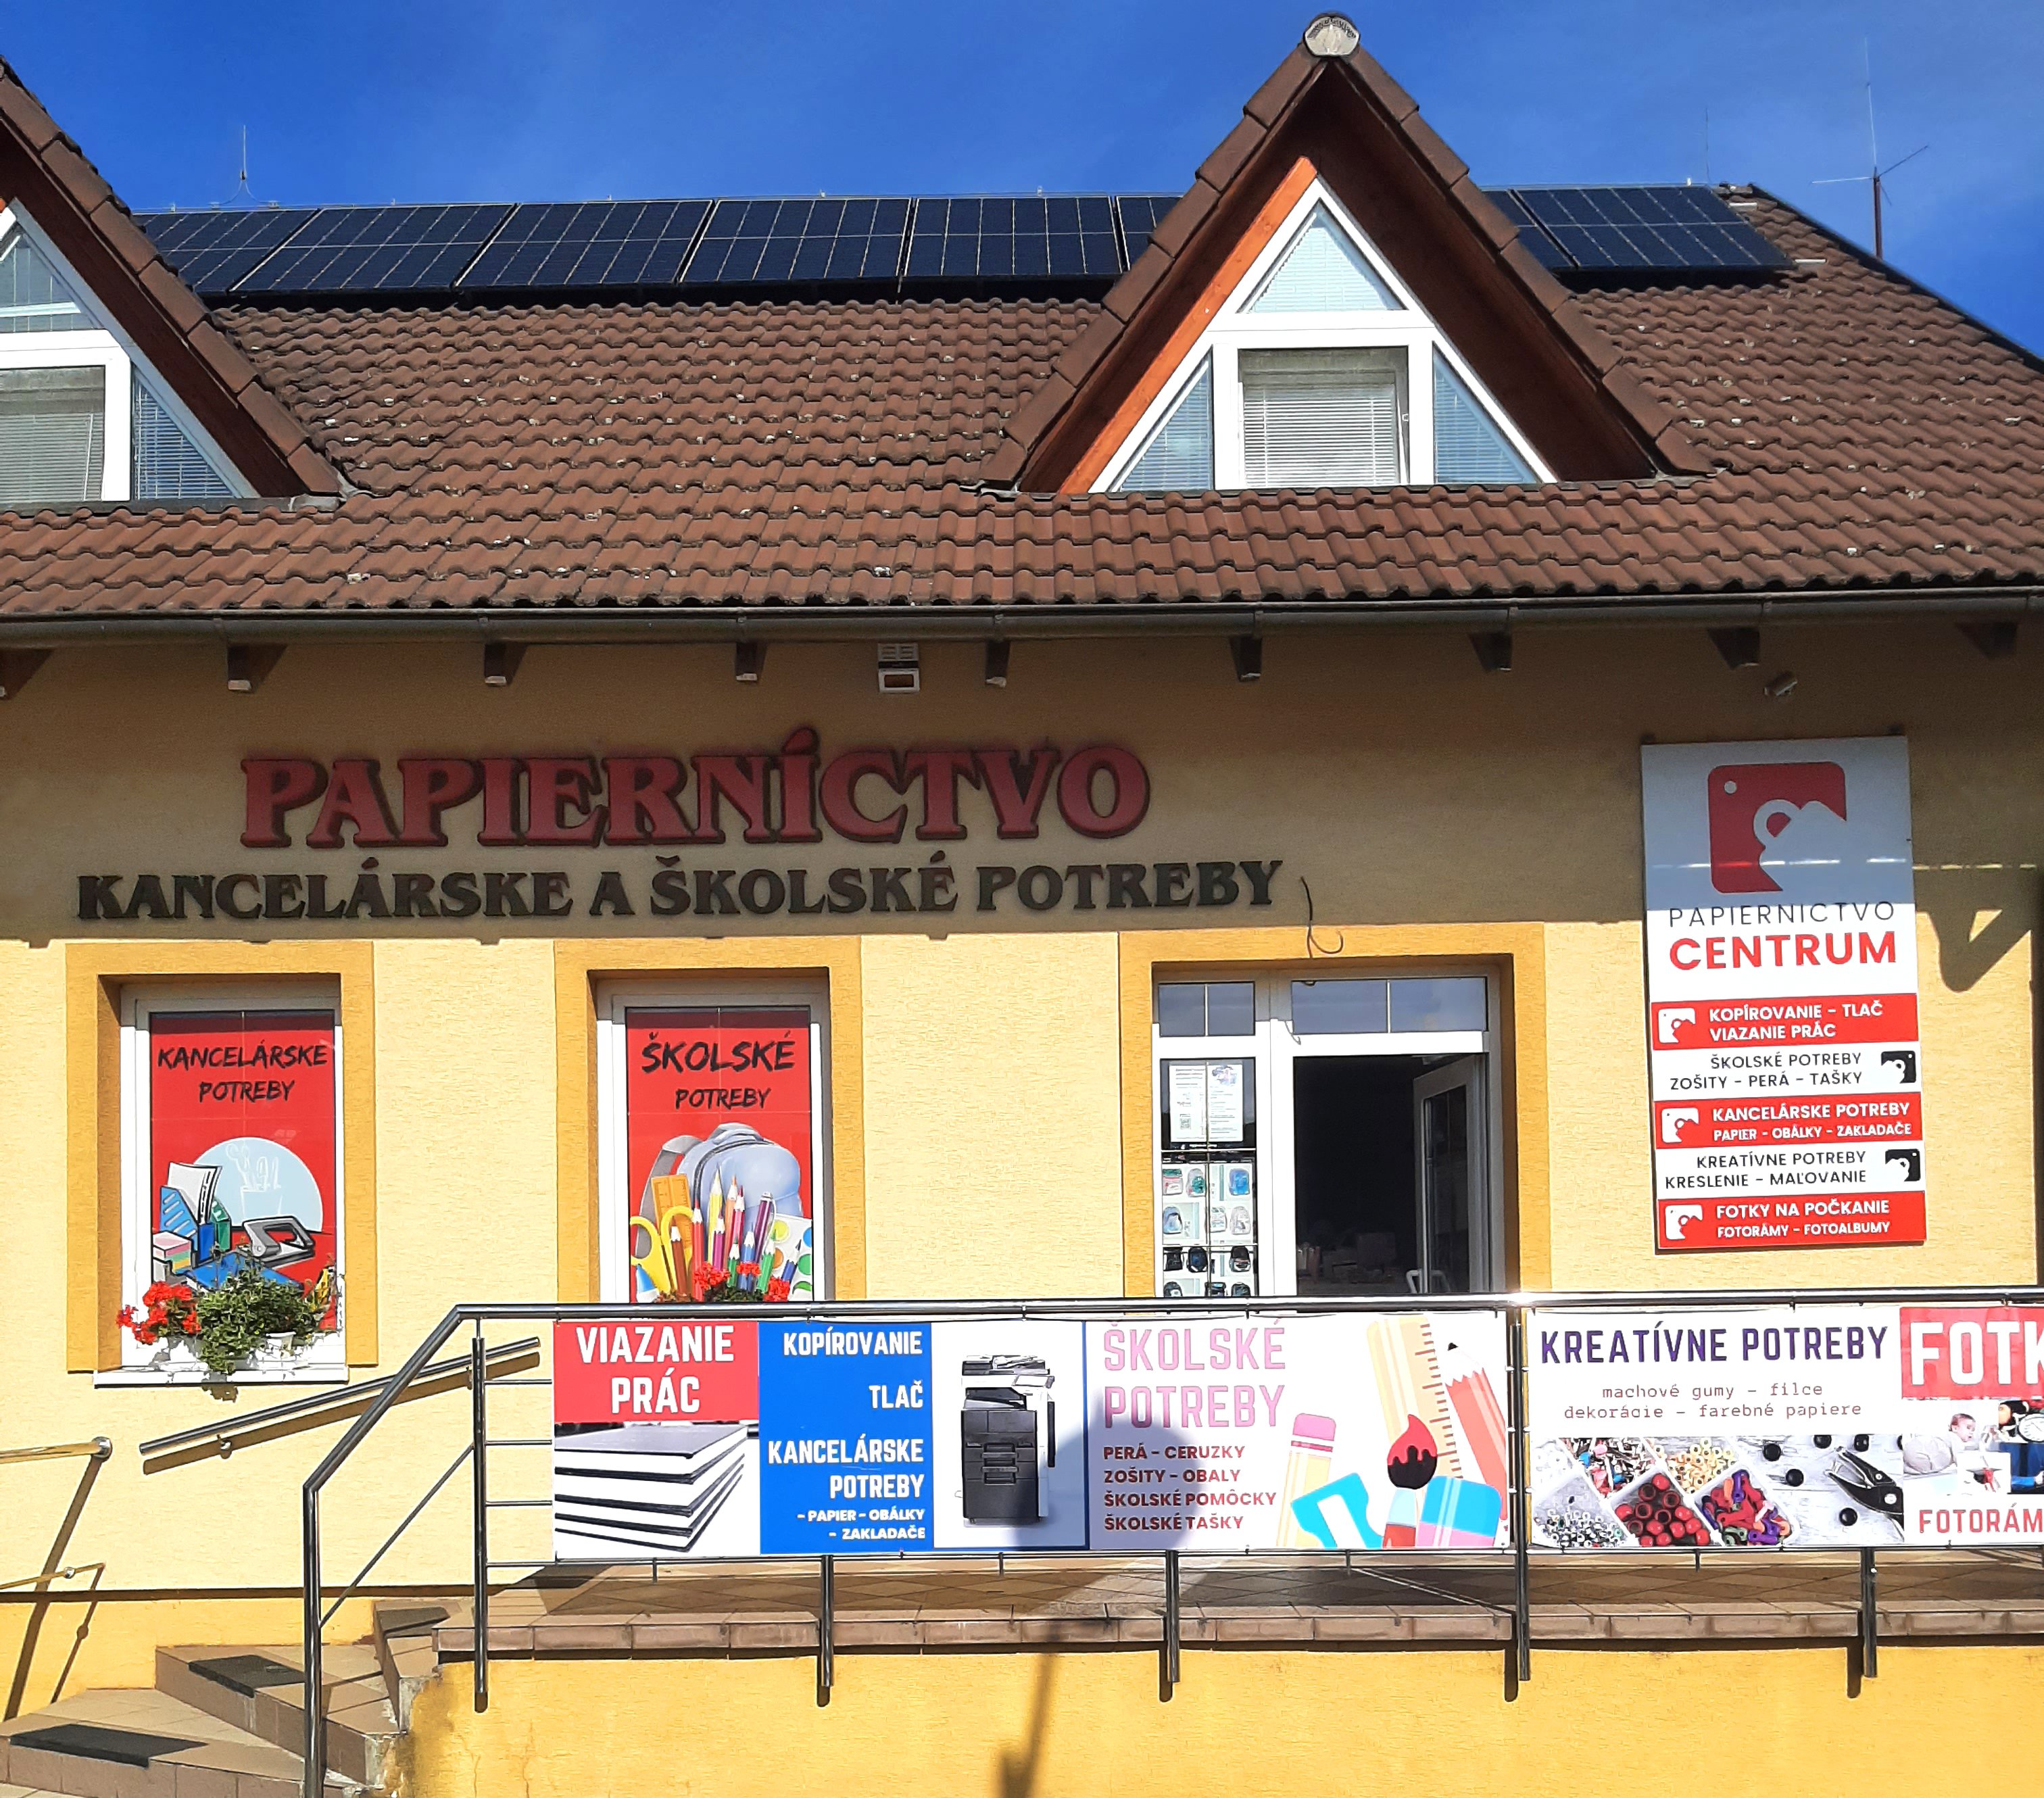 PAPIERNÍCTVO
KANCELÁRSKE A ŠKOLSKÉ POTREBY
KANCELÁRSKE
POTREBY
ŠKOLSKÉ
POTREBY
PAPIERNICTVO
CENTRUM
KOPÍROVANIE - TLAČ
VIAZANIE PRÁC
ŠKOLSKÉ POTREBY
ZOŠITY - PERÁ - TAŠKY
KANCELÁRSKE POTREBY
PAPIER - OBÁLKY - ZAKLADAČE
KREATÍVNE POTREBY
KRESLENIE - MAĽOVANIE
FOTKY NA POČKANIE
FOTORÁMY - FOTOALBUMY
VIAZANIE
PRÁC
KOPÍROVANIE
TLAČ
KANCELÁRSKE
POTREBY
- PAPIER - OBÁLKY
- ZAKLADAČE
ŠKOLSKÉ
POTREBY
PERÁ - CERUZKY
ZOŠITY - OBALY
ŠKOLSKÉ POMÔCKY
ŠKOLSKÉ TAŠKY
KREATÍVNE POTREBY
machové gumy - filce
dekorácie - farebné papiere
FOTK
FOTORÁM